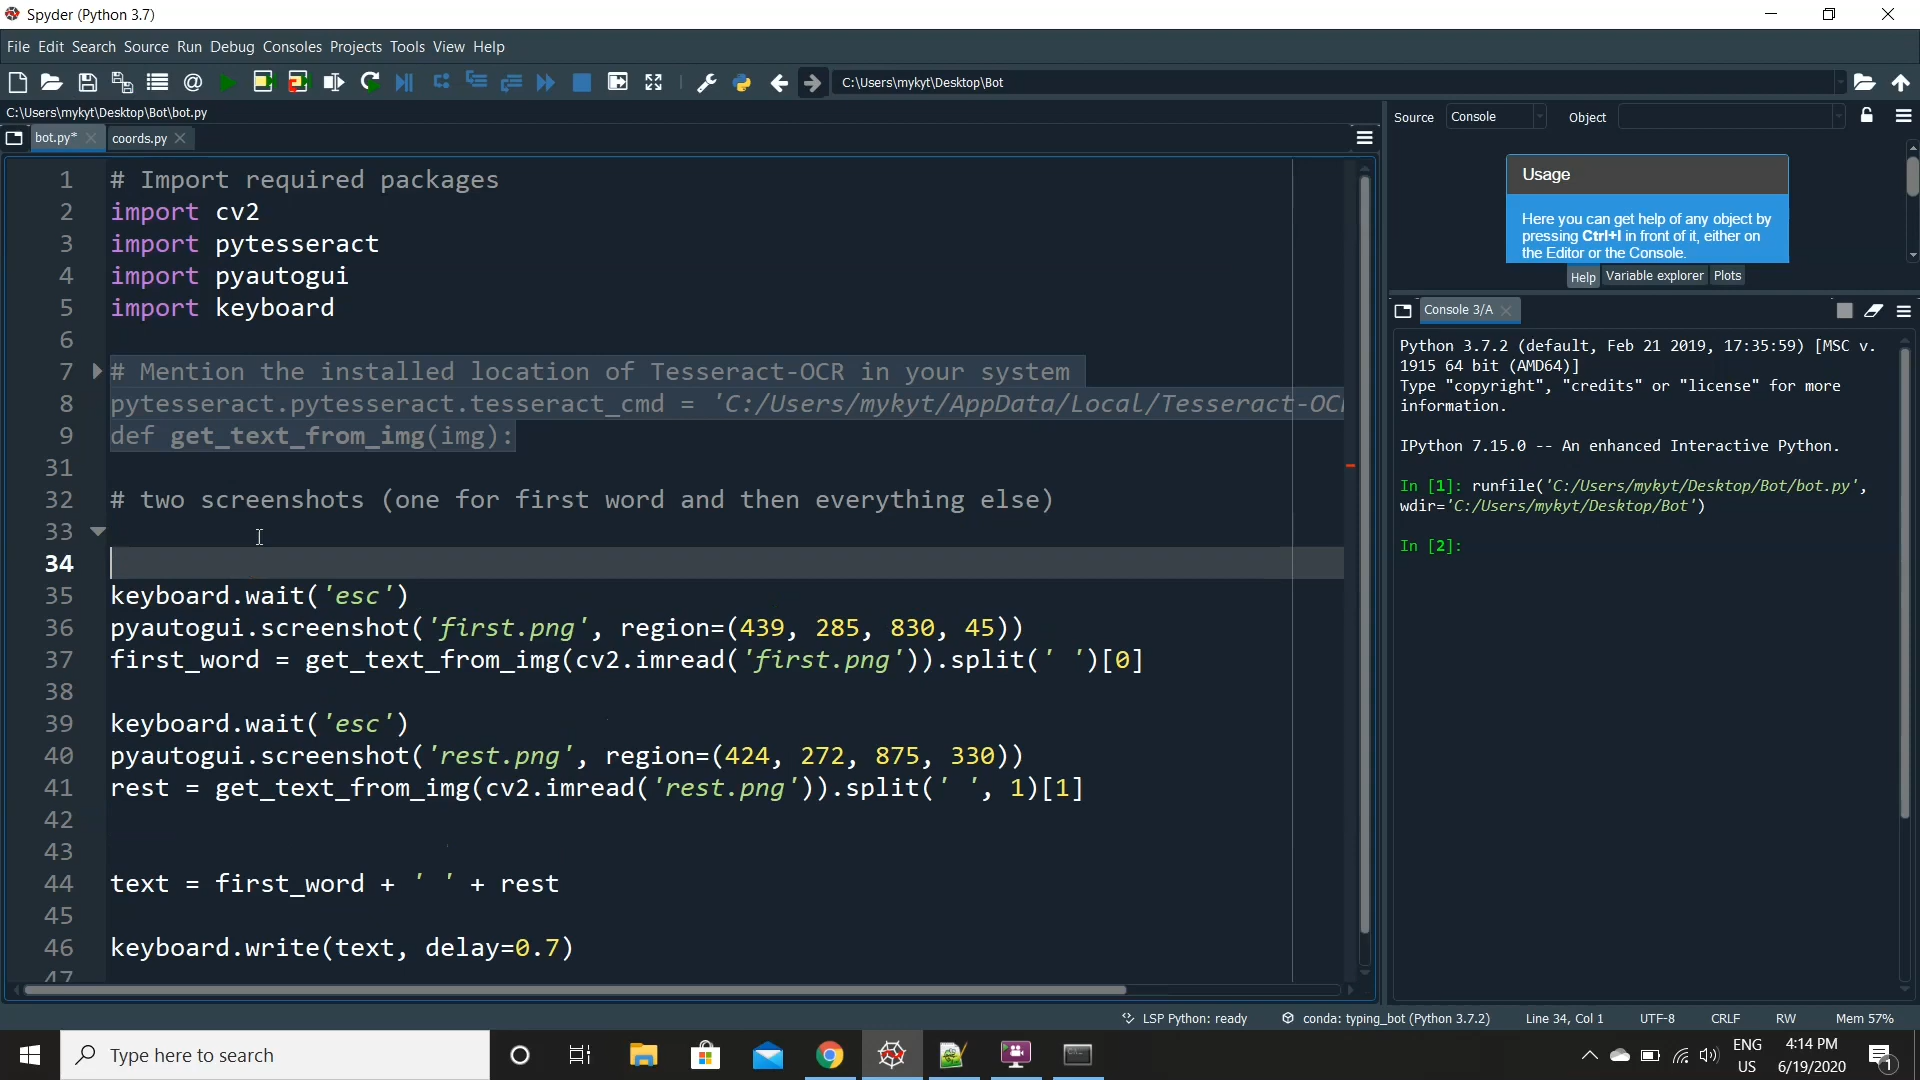 Spyder (Python 3.7)
File Edit Search Source Run Debug Consoles Projects Tools View Help
C:\Users\mykyt\Desktop\Bot
C:\Users\mykyt\Desktop\Bot\bot.py
bot.py*
coords.py
1 # Import required packages
2 import cv2
3 import pytesseract
4 import pyautogui
5 import keyboard
6
7 # Mention the installed location of Tesseract-OCR in your system
8 pytesseract.pytesseract.tesseract_cmd = 'C:/Users/mykyt/AppData/Local/Tesseract-OC
9 def get_text_from_img(img):
31
32 # two screenshots (one for first word and then everything else)
33
34
35 keyboard.wait('esc')
36 pyautogui.screenshot('first.png', region=(439, 285, 830, 45))
37 first_word = get_text_from_img(cv2.imread('first.png')).split(' ')[0]
38
39 keyboard.wait('esc')
40 pyautogui.screenshot('rest.png', region=(424, 272, 875, 330))
41 rest = get_text_from_img(cv2.imread('rest.png')).split(' ', 1)[1]
42
43
44 text = first_word + ' ' + rest
45
46 keyboard.write(text, delay=0.7)
47
Source Console Object
Usage
Here you can get help of any object by
pressing Ctrl+I in front of it, either on
the Editor or the Console.
Help Variable explorer Plots
Console 3/A
Python 3.7.2 (default, Feb 21 2019, 17:35:59) [MSC v.
1915 64 bit (AMD64)]
Type "copyright", "credits" or "license" for more
information.
IPython 7.15.0 -- An enhanced Interactive Python.
In [1]: runfile('C:/Users/mykyt/Desktop/Bot/bot.py',
wdir='C:/Users/mykyt/Desktop/Bot')
In [2]:
LSP Python: ready conda: typing_bot (Python 3.7.2) Line 34, Col 1 UTF-8 CRLF RW Mem 57%
Type here to search
ENG
US
4:14 PM
6/19/2020
1